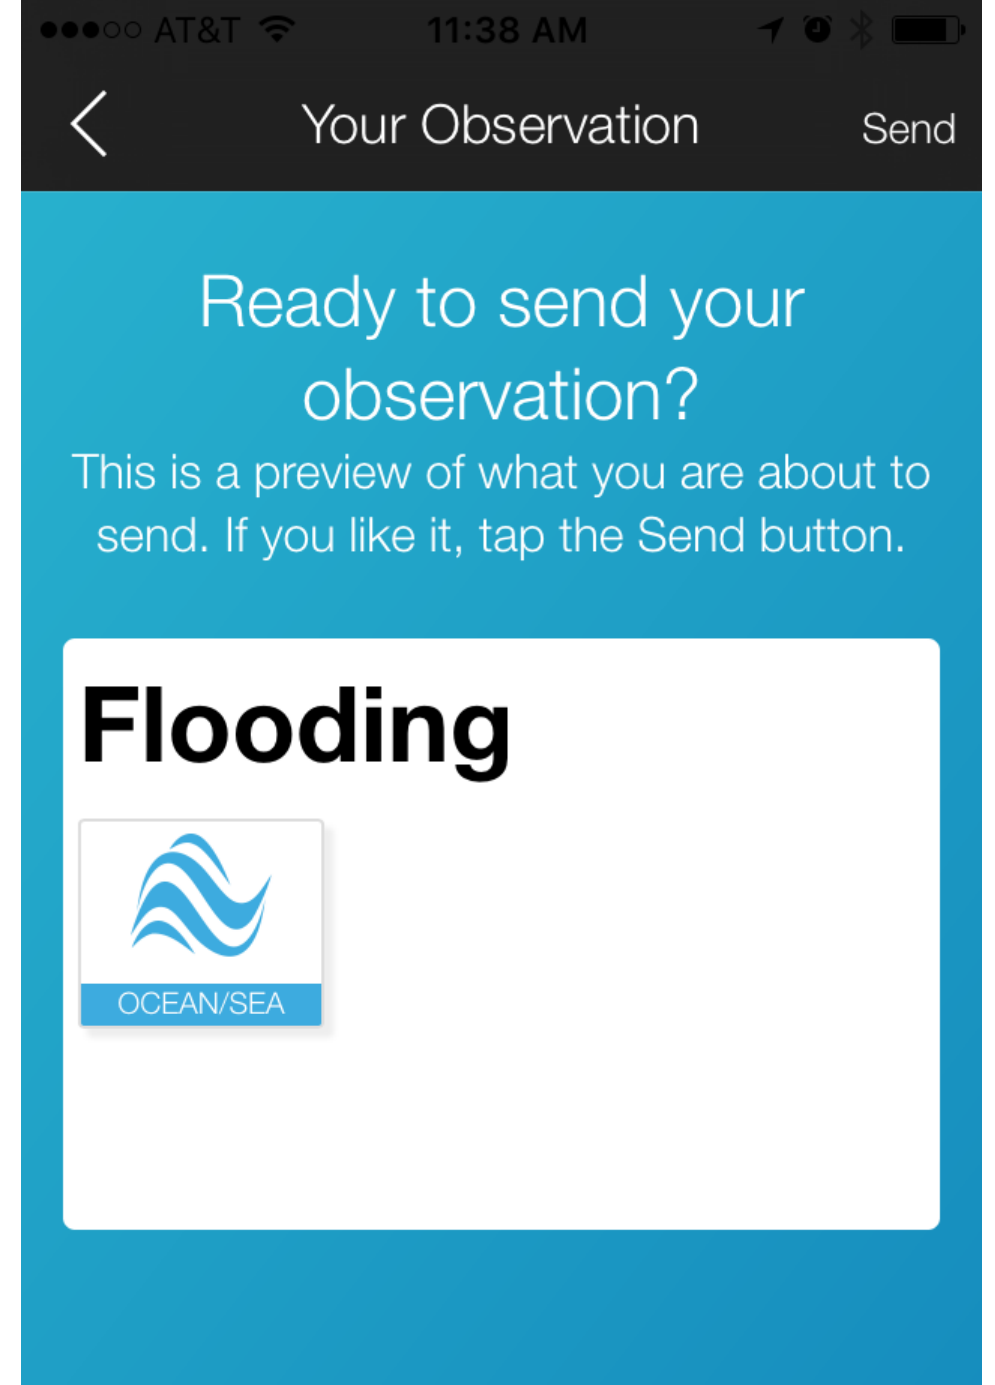 AT&T 11:38 AM
Your Observation Send
Ready to send your
observation?
This is a preview of what you are about to
send. If you like it, tap the Send button.
Flooding
OCEAN/SEA